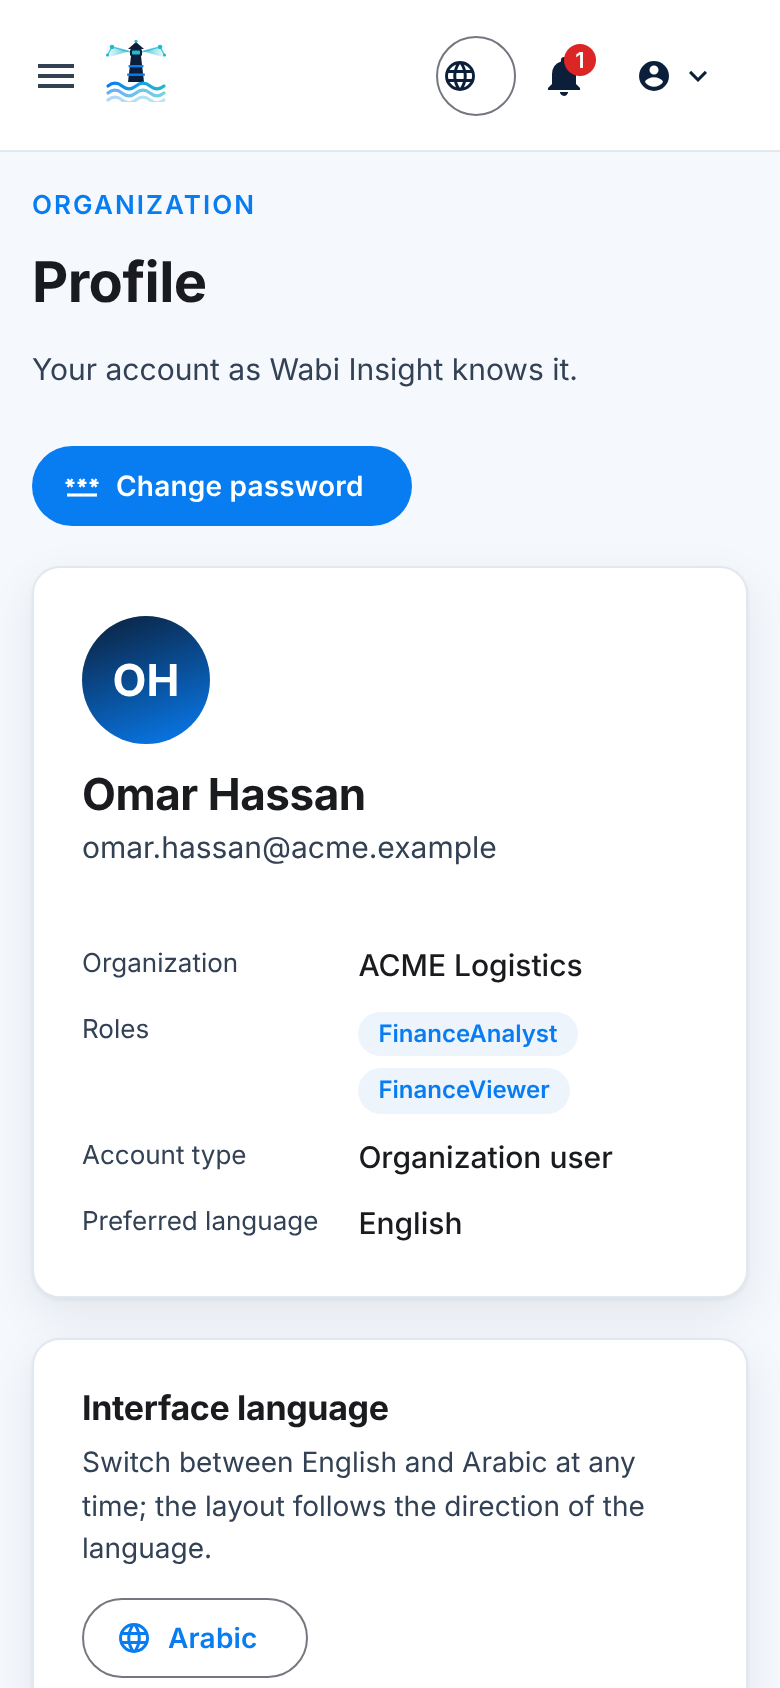 1
ORGANIZATION
Profile
Your account as Wabi Insight knows it.
Change password
OH
Omar Hassan
omar.hassan@acme.example
Organization ACME Logistics
Roles FinanceAnalyst
FinanceViewer
Account type Organization user
Preferred language English
Interface language
Switch between English and Arabic at any
time; the layout follows the direction of the
language.
Arabic